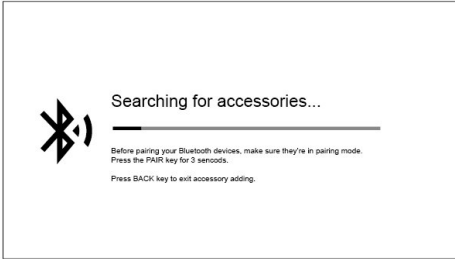 Searching for accessories...
Before pairing your Bluetooth devices, make sure they're in pairing mode.
Press the PAIR key for 3 sencods.
Press BACK key to exit accessory adding.